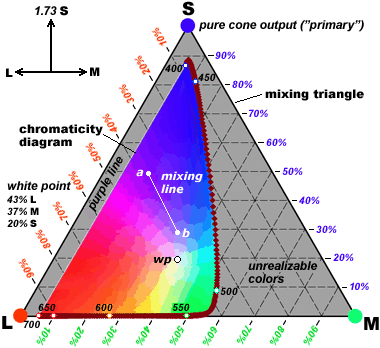 1.73 S
L M
S
pure cone output ("primary")
mixing triangle
chromaticity
diagram
purple line
white point
43% L
37% M
20% S
a
mixing
line
b
wp
unrealizable
colors
400
450
500
550
600
650
700
L
M
10%
20%
30%
40%
50%
60%
70%
80%
90%
90%
80%
70%
60%
50%
40%
30%
20%
10%
10%
20%
30%
40%
50%
60%
70%
80%
90%